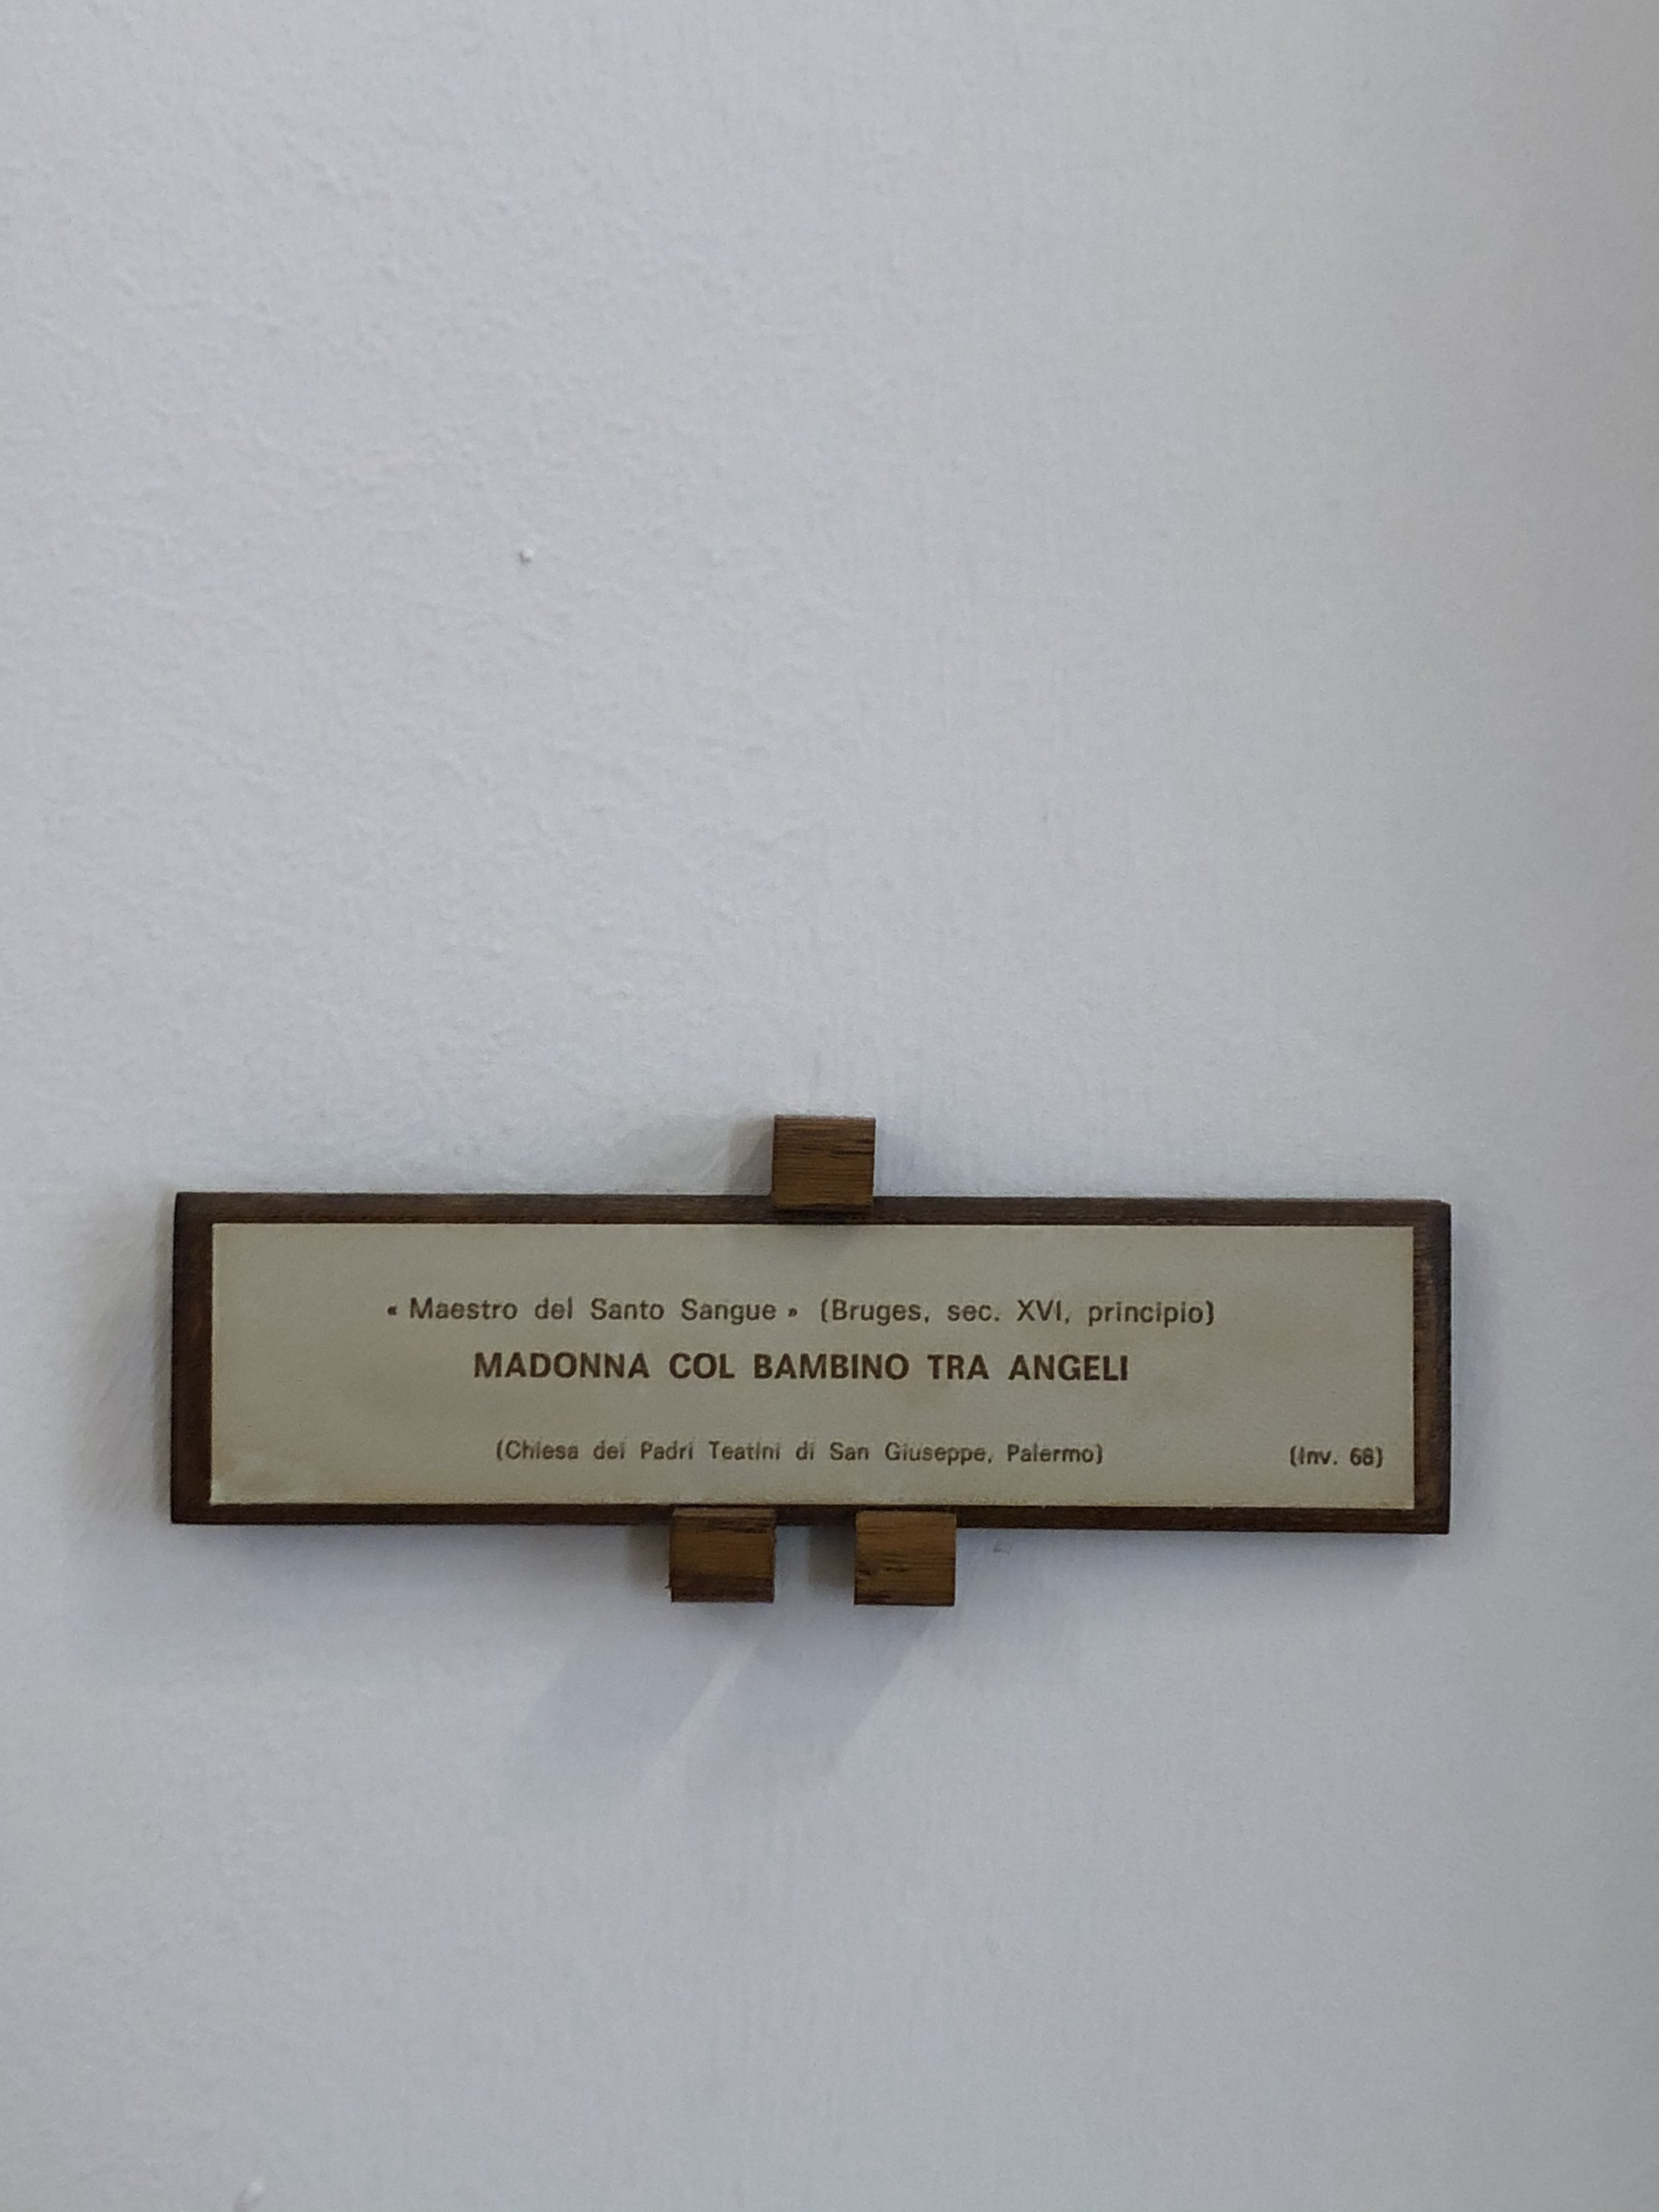 « Maestro del Santo Sangue » (Bruges, sec. XVI, principio)
MADONNA COL BAMBINO TRA ANGELI
(Chiesa dei Padri Teatini di San Giuseppe, Palermo) (Inv. 68)